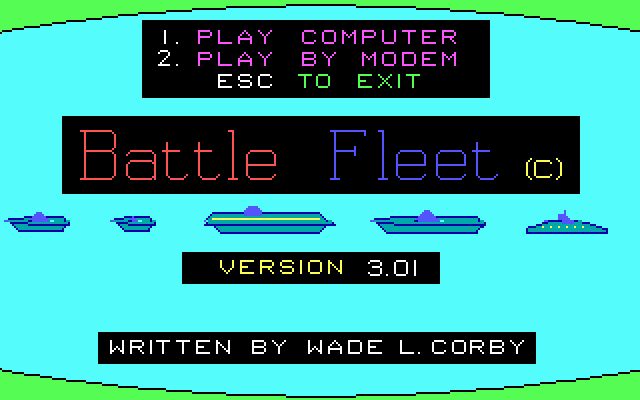 1. PLAY COMPUTER
2. PLAY BY MODEM
ESC TO EXIT
Battle Fleet (C)
VERSION 3.01
WRITTEN BY WADE L. CORBY